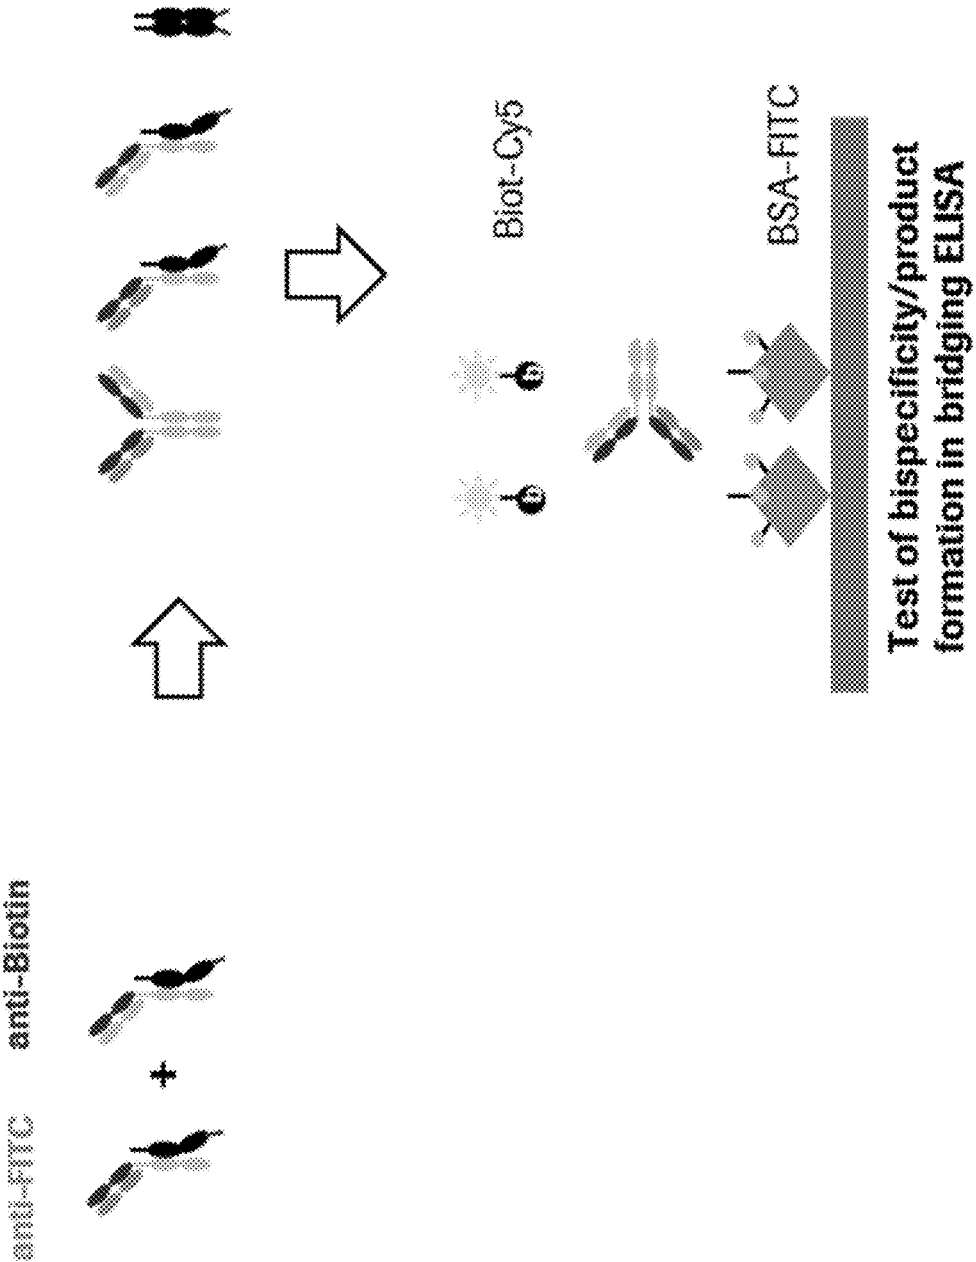 anti-FITC
anti-Biotin
+
b
b
Biot-Cy5
BSA-FITC
Test of bispecificity/product
formation in bridging ELISA